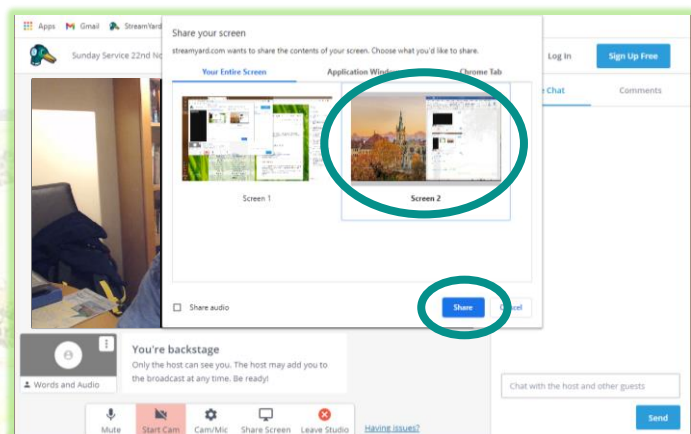 Apps Gmail StreamYard
Share your screen
streamyard.com wants to share the contents of your screen. Choose what you'd like to share.
Your Entire Screen
Chrome Tab
Screen 1
Screen 2
Share audio
Share
Sunday Service 22nd
Log In
Sign Up Free
Chat
Comments
You're backstage
Only the host can see you. The host may add you to
the broadcast at any time. Be ready!
Words and Audio
Mute
Start Cam
Cam/Mic
Share Screen
Leave Studio
Having issues?
Chat with the host and other guests
Send